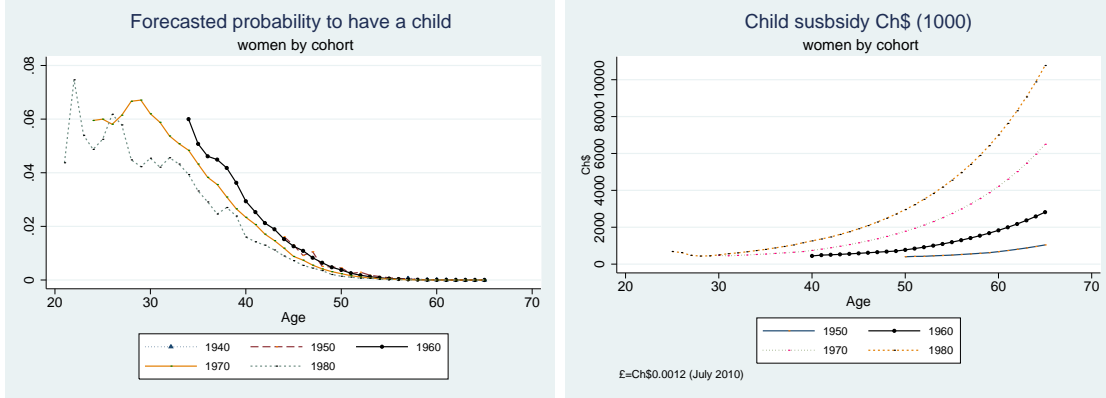 Forecasted probability to have a child
women by cohort
.08
.06
.04
.02
0
20 30 40 50 60 70
Age
1940 1950 1960
1970 1980
Child susbsidy Ch$ (1000)
women by cohort
10000
8000
6000
4000
2000
0
Ch$
20 30 40 50 60 70
Age
1950 1960
1970 1980
£=Ch$0.0012 (July 2010)